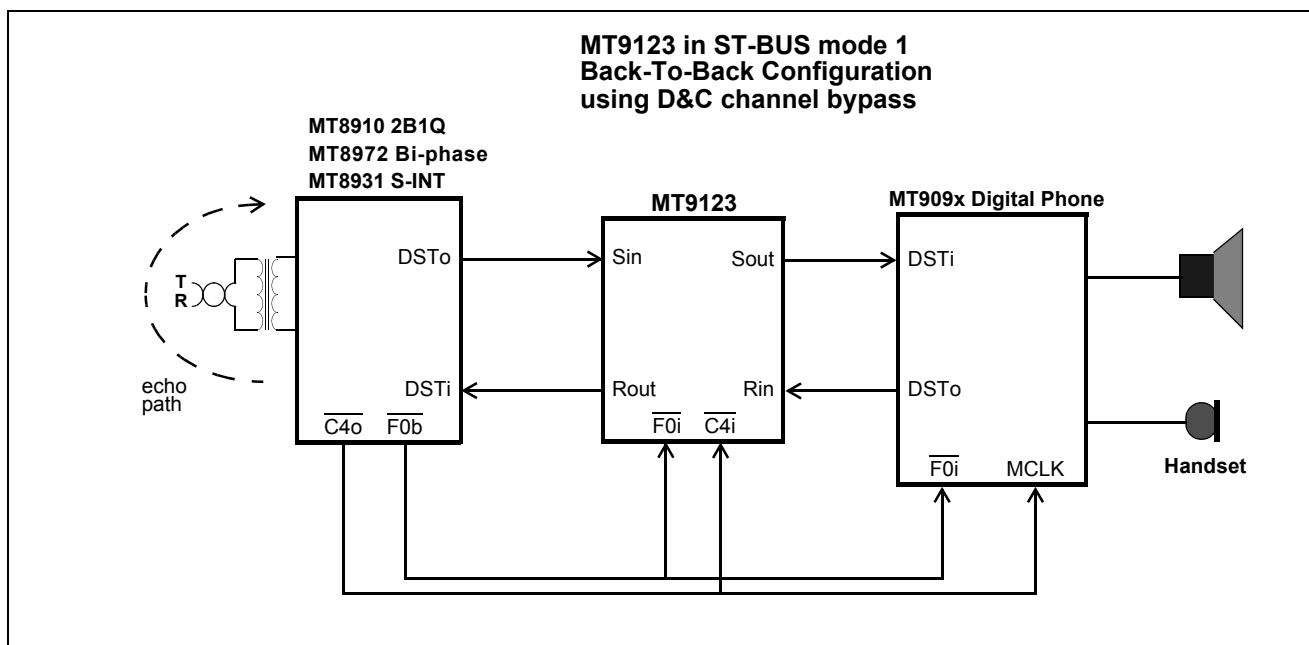 MT9123 in ST-BUS mode 1
Back-To-Back Configuration
using D&C channel bypass
MT8910 2B1Q
MT8972 Bi-phase
MT8931 S-INT
MT9123
MT909x Digital Phone
DSTo
Sin
Sout
DSTi
T
R
echo
path
DSTi
Rout
Rin
DSTo
C4o
F0b
F0i
C4i
F0i
MCLK
Handset